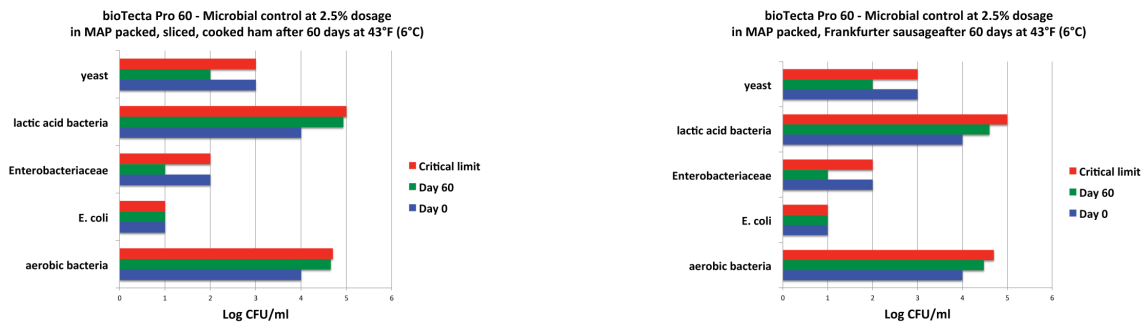 bioTecta Pro 60 - Microbial control at 2.5% dosage
in MAP packed, sliced, cooked ham after 60 days at 43°F (6°C)
yeast
lactic acid bacteria
Enterobacteriaceae
E. coli
aerobic bacteria
Critical limit
Day 60
Day 0
0 1 2 3 4 5 6
Log CFU/ml
bioTecta Pro 60 - Microbial control at 2.5% dosage
in MAP packed, Frankfurter sausageafter 60 days at 43°F (6°C)
yeast
lactic acid bacteria
Enterobacteriaceae
E. coli
aerobic bacteria
Critical limit
Day 60
Day 0
0 1 2 3 4 5 6
Log CFU/ml